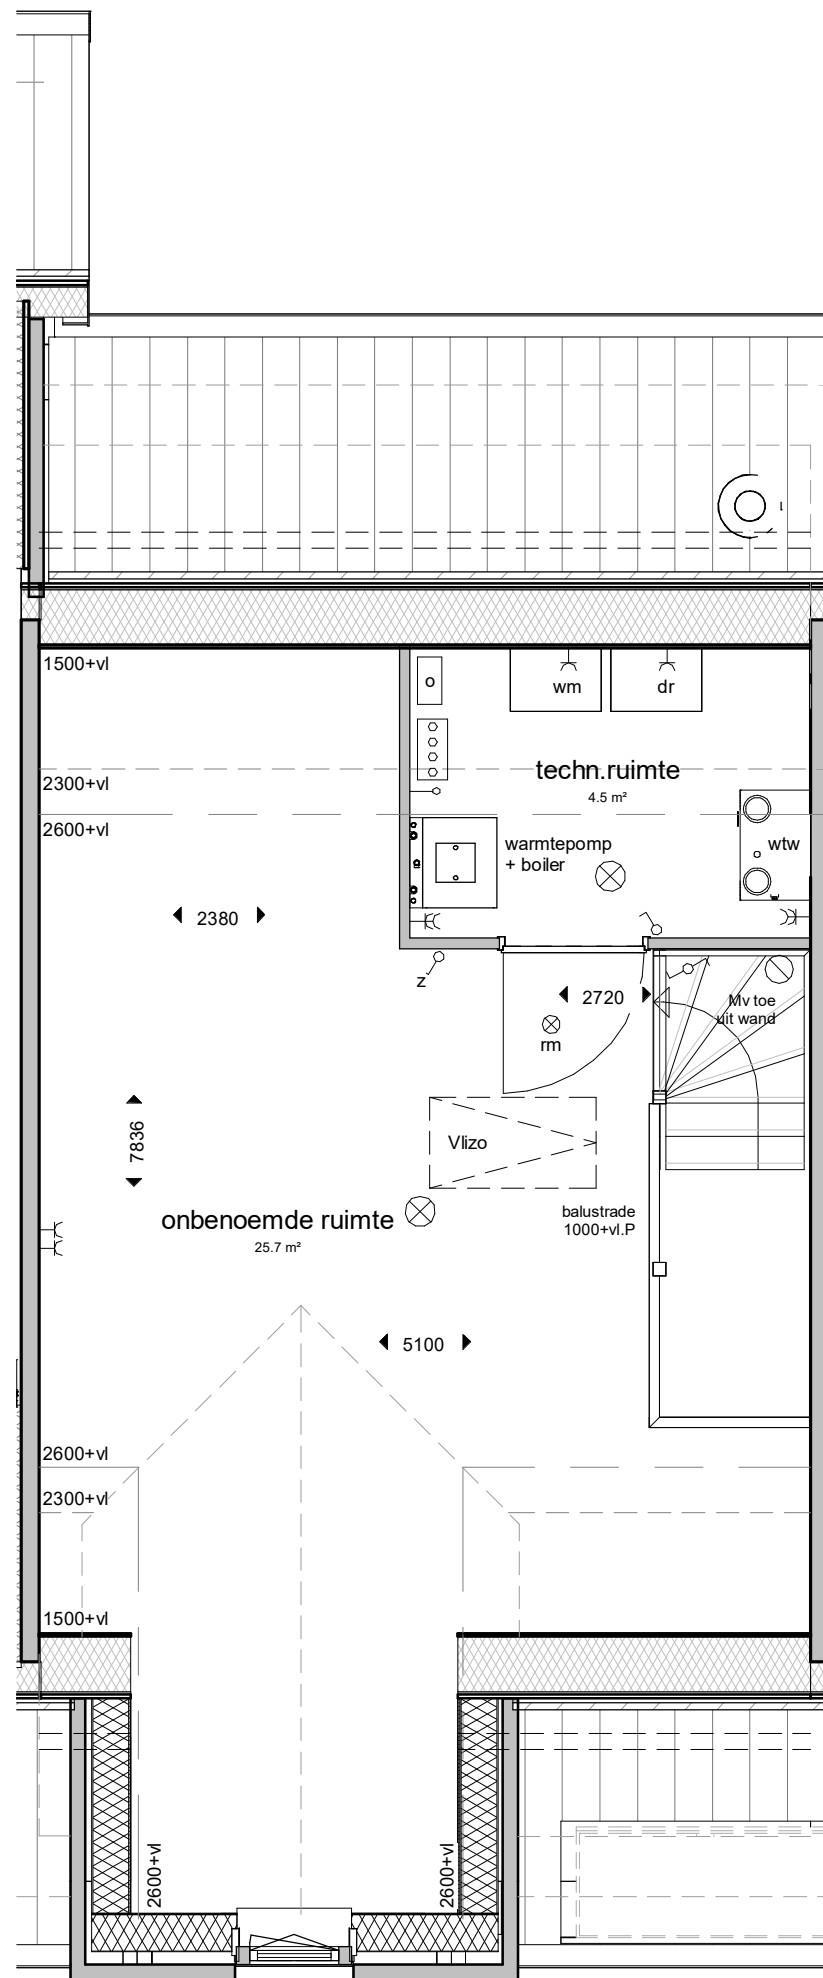 1500+vl
o
wm
dr
techn.ruimte
4.5 m²
2300+vl
2600+vl
warmtepomp
+ boiler
wtw
2380
z
2720
Mv toe
uit wand
rm
7836
Vlizo
onbenoemde ruimte
25.7 m²
balustrade
1000+vl.P
5100
2600+vl
2300+vl
1500+vl
2600+vl
2600+vl